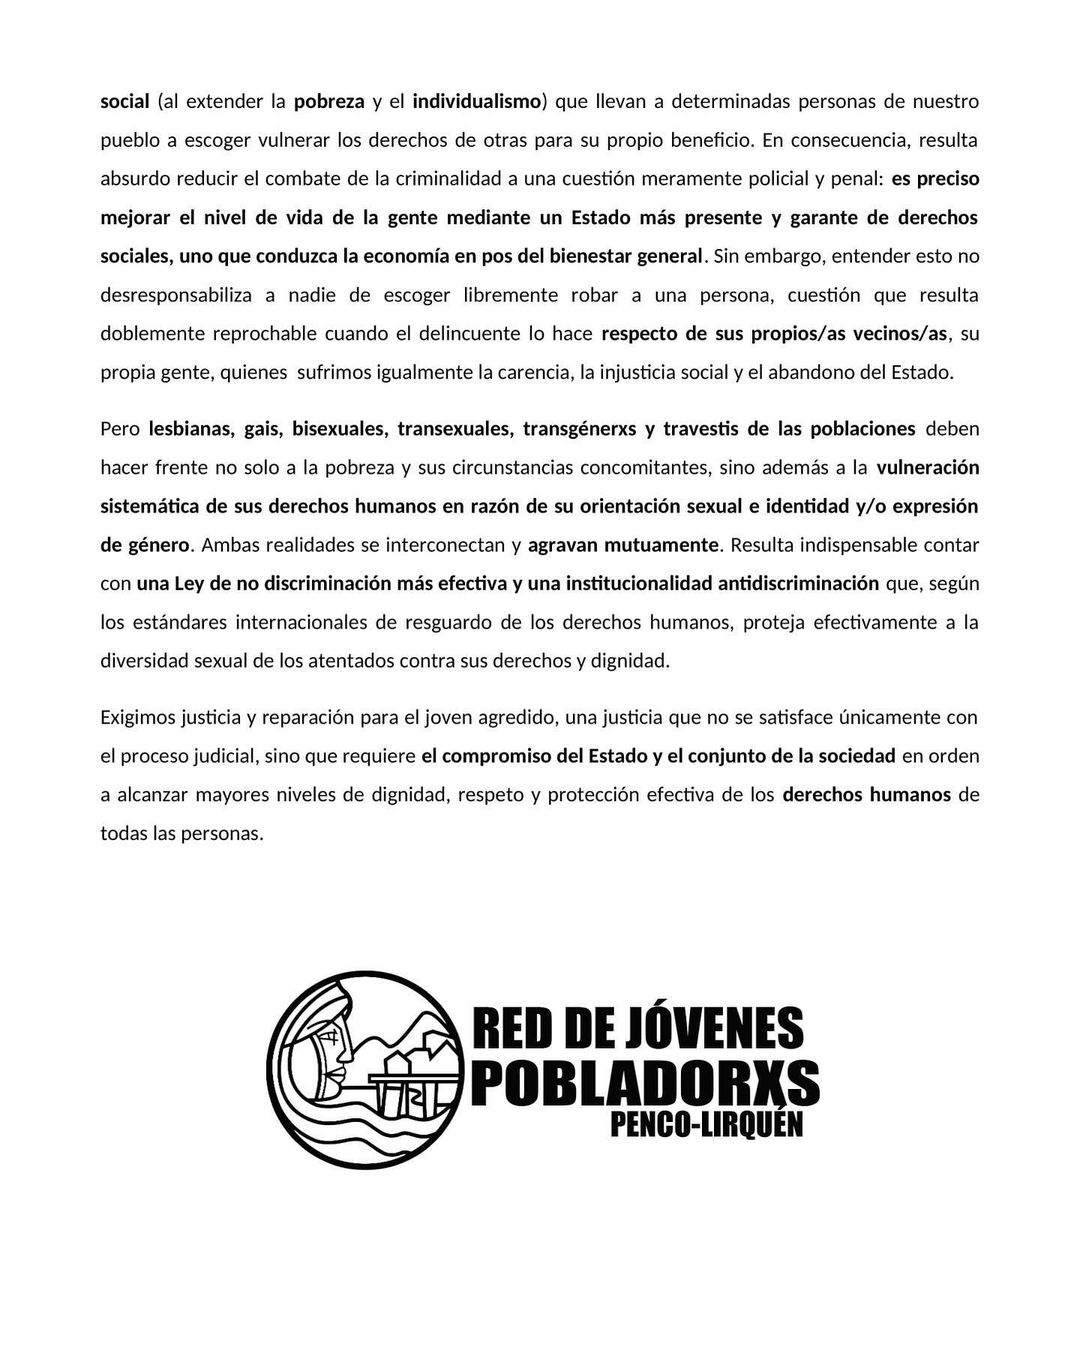 social (al extender la pobreza y el individualismo) que llevan a determinadas personas de nuestro
pueblo a escoger vulnerar los derechos de otras para su propio beneficio. En consecuencia, resulta
absurdo reducir el combate de la criminalidad a una cuestión meramente policial y penal: es preciso
mejorar el nivel de vida de la gente mediante un Estado más presente y garante de derechos
sociales, uno que conduzca la economía en pos del bienestar general. Sin embargo, entender esto no
desresponsabiliza a nadie de escoger libremente robar a una persona, cuestión que resulta
doblemente reprochable cuando el delincuente lo hace respecto de sus propios/as vecinos/as, su
propia gente, quienes sufrimos igualmente la carencia, la injusticia social y el abandono del Estado.
Pero lesbianas, gais, bisexuales, transexuales, transgénerxs y travestis de las poblaciones deben
hacer frente no solo a la pobreza y sus circunstancias concomitantes, sino además a la vulneración
sistemática de sus derechos humanos en razón de su orientación sexual e identidad y/o expresión
de género. Ambas realidades se interconectan y agravan mutuamente. Resulta indispensable contar
con una Ley de no discriminación más efectiva y una institucionalidad antidiscriminación que, según
los estándares internacionales de resguardo de los derechos humanos, proteja efectivamente a la
diversidad sexual de los atentados contra sus derechos y dignidad.
Exigimos justicia y reparación para el joven agredido, una justicia que no se satisface únicamente con
el proceso judicial, sino que requiere el compromiso del Estado y el conjunto de la sociedad en orden
a alcanzar mayores niveles de dignidad, respeto y protección efectiva de los derechos humanos de
todas las personas.
RED DE JÓVENES
POBLADORXS
PENCO-LIRQUÉN